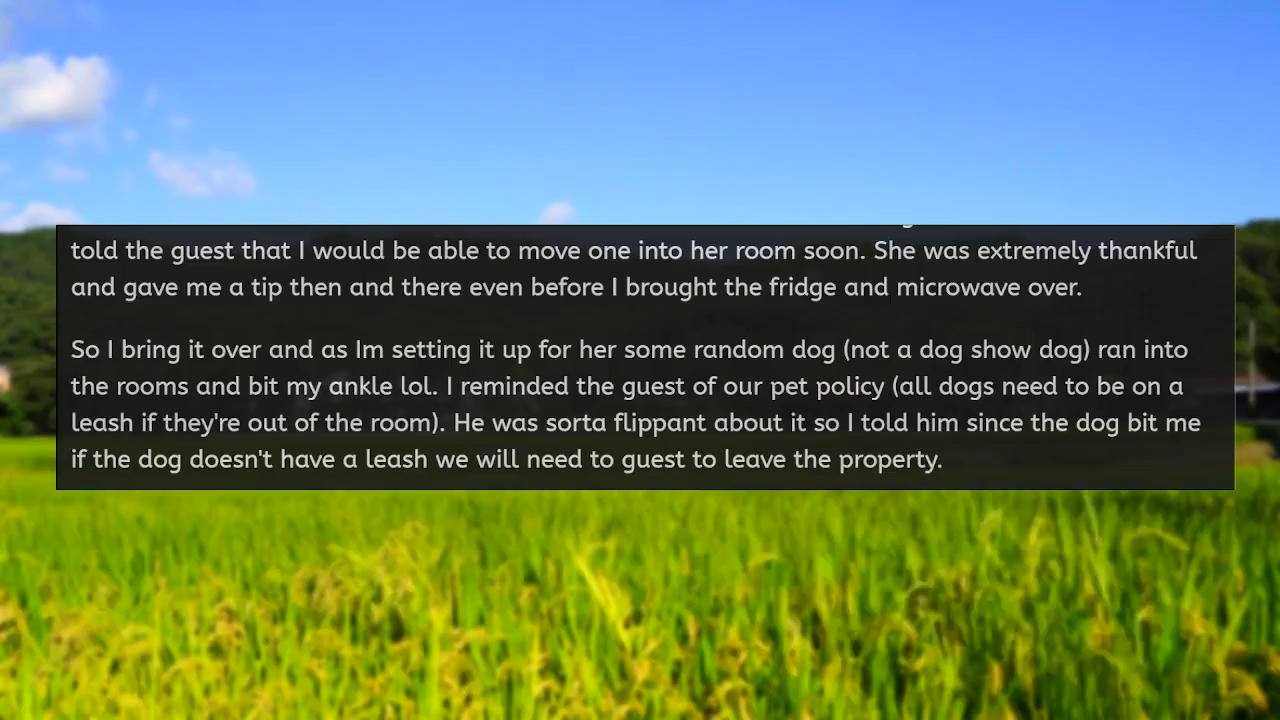 told the guest that I would be able to move one into her room soon. She was extremely thankful
and gave me a tip then and there even before I brought the fridge and microwave over.
So I bring it over and as Im setting it up for her some random dog (not a dog show dog) ran into
the rooms and bit my ankle lol. I reminded the guest of our pet policy (all dogs need to be on a
leash if they're out of the room). He was sorta flippant about it so I told him since the dog bit me
if the dog doesn't have a leash we will need to guest to leave the property.